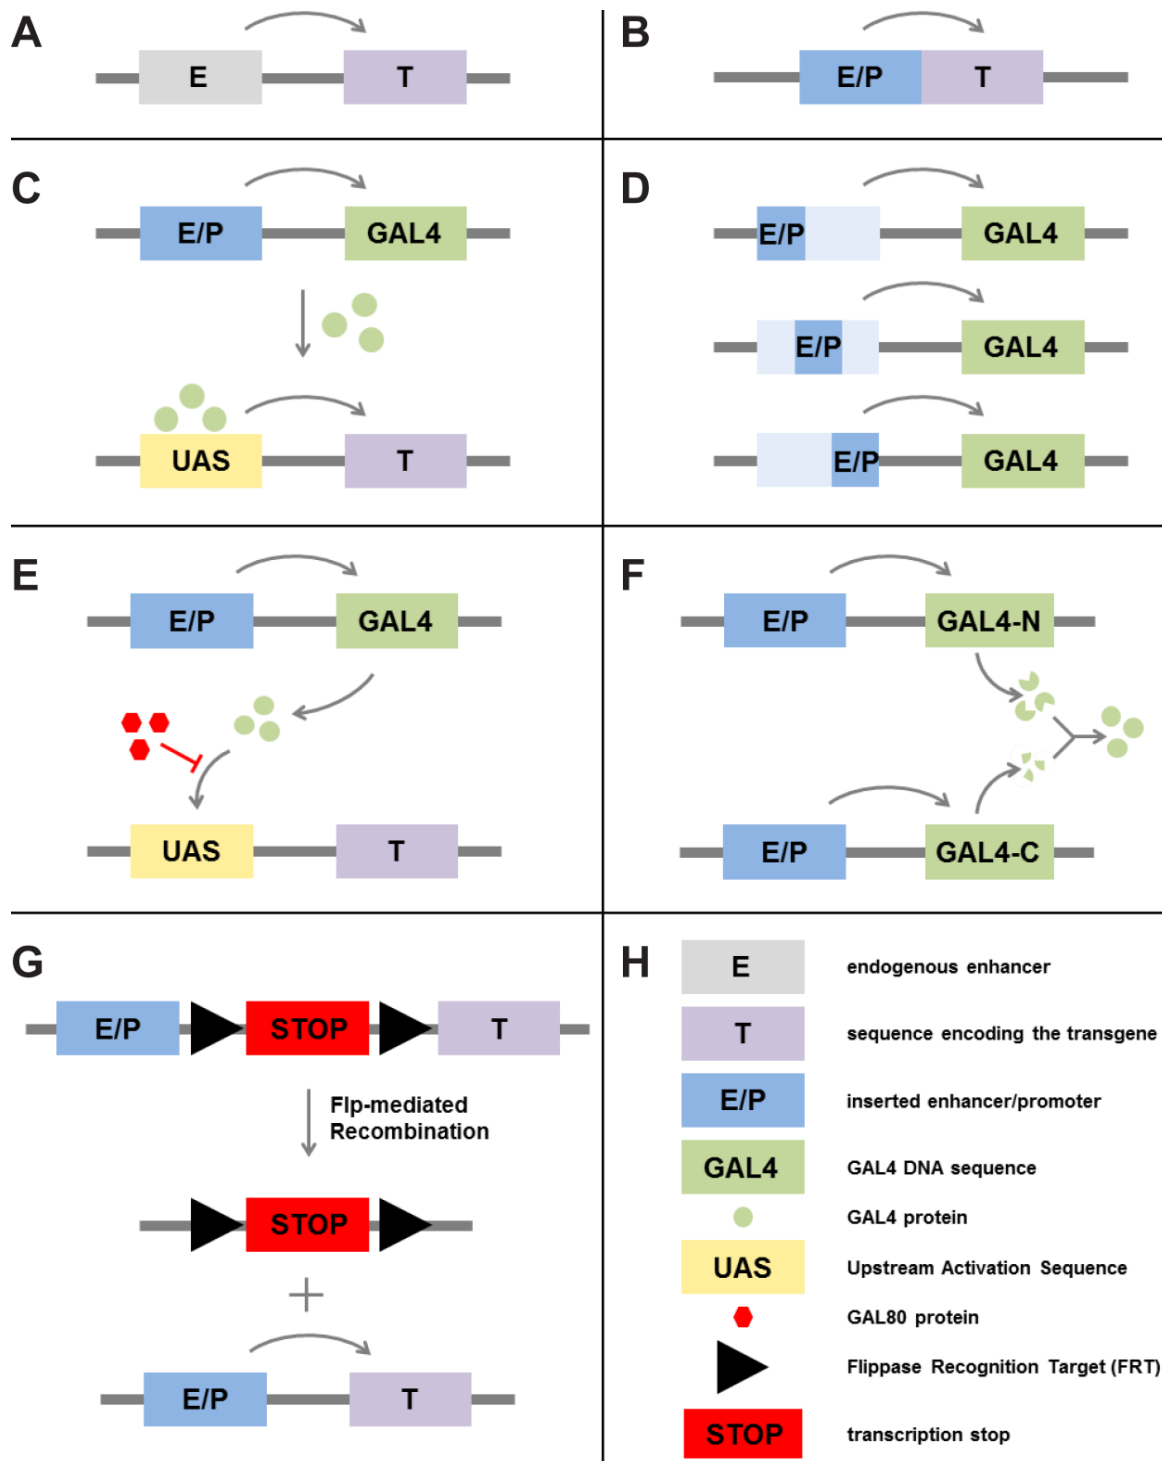 A
E T
B
E/P T
C
E/P GAL4
UAS T
D
E/P GAL4
E/P GAL4
E/P GAL4
E
E/P GAL4
UAS T
F
E/P GAL4-N
E/P GAL4-C
G
E/P STOP T
Flp-mediated
Recombination
STOP
+
E/P T
H
E endogenous enhancer
T sequence encoding the transgene
E/P inserted enhancer/promoter
GAL4 GAL4 DNA sequence
GAL4 protein
UAS Upstream Activation Sequence
GAL80 protein
Flippase Recognition Target (FRT)
STOP transcription stop